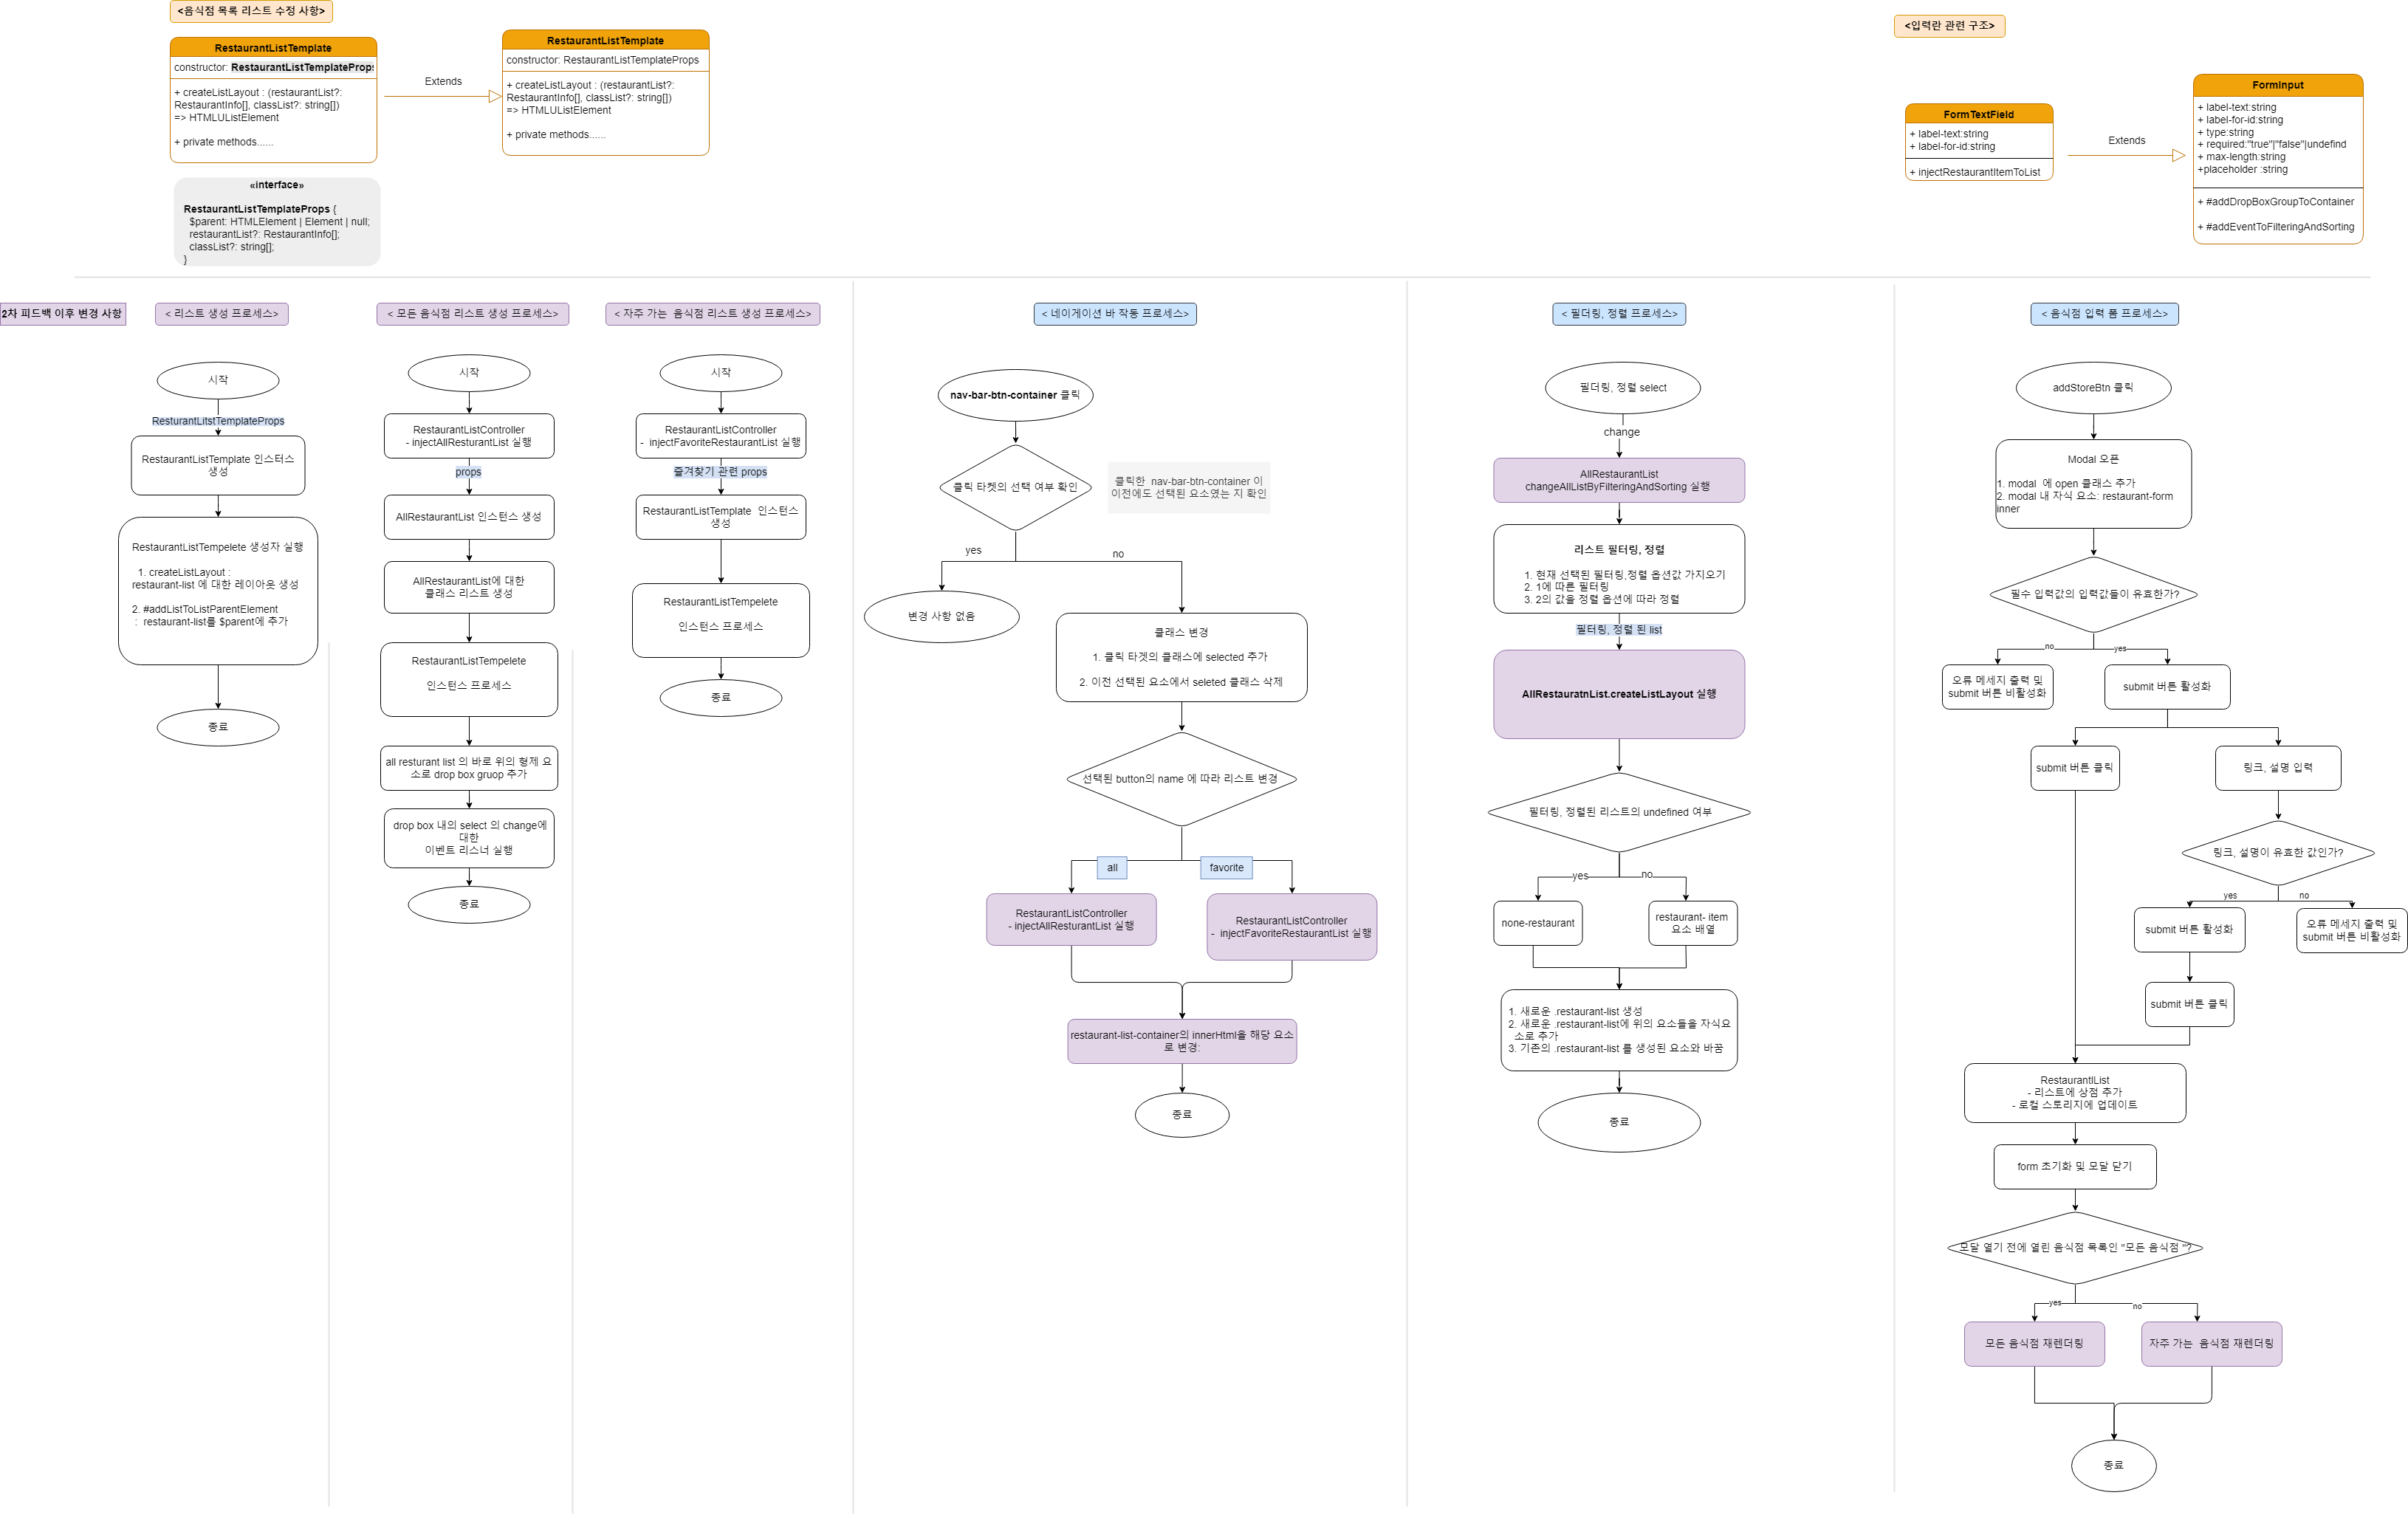 <음식점 목록 리스트 수정 사항>
RestaurantListTemplate
constructor: RestaurantListTemplateProps
+ createListLayout : (restaurantList?:
RestaurantInfo[], classList?: string[])
=> HTMLUListElement
+ private methods......
Extends
RestaurantListTemplate
constructor: RestaurantListTemplateProps
+ createListLayout : (restaurantList?:
RestaurantInfo[], classList?: string[])
=> HTMLUListElement
+ private methods......
«interface»
RestaurantListTemplateProps {
$parent: HTMLElement | Element | null;
restaurantList?: RestaurantInfo[];
classList?: string[];
}
<입력란 관련 구조>
FormTextField
+ label-text:string
+ label-for-id:string
+ injectRestaurantItemToList
Extends
FormInput
+ label-text:string
+ label-for-id:string
+ type:string
+ required:"true"|"false"|undefind
+ max-length:string
+placeholder :string
+ #addDropBoxGroupToContainer
+ #addEventToFilteringAndSorting
2차 피드백 이후 변경 사항
< 리스트 생성 프로세스>
시작
ResturantLitstTemplateProps
RestaurantListTemplate 인스터스
생성
RestaurantListTempelete 생성자 실행
1. createListLayout :
restaurant-list 에 대한 레이아웃 생성
2. #addListToListParentElement
: restaurant-list를 $parent에 추가
종료
< 모든 음식점 리스트 생성 프로세스>
시작
RestaurantListController
- injectAllResturantList 실행
props
AllRestaurantList 인스턴스 생성
AllRestaurantList에 대한
클래스 리스트 생성
RestaurantListTempelete
인스턴스 프로세스
all resturant list 의 바로 위의 형제 요
소로 drop box gruop 추가
drop box 내의 select 의 change에
대한
이벤트 리스너 실행
종료
< 자주 가는 음식점 리스트 생성 프로세스>
시작
RestaurantListController
- injectFavoriteRestaurantList 실행
즐겨찾기 관련 props
RestaurantListTemplate 인스턴스
생성
RestaurantListTempelete
인스턴스 프로세스
종료
< 네이게이션 바 작동 프로세스>
nav-bar-btn-container 클릭
클릭 타켓의 선택 여부 확인
클릭한 nav-bar-btn-container 이
이전에도 선택된 요소였는 지 확인
yes
no
변경 사항 없음
클래스 변경
1. 클릭 타겟의 클래스에 selected 추가
2. 이전 선택된 요소에서 seleted 클래스 삭제
선택된 button의 name 에 따라 리스트 변경
all
favorite
RestaurantListController
- injectAllResturantList 실행
RestaurantListController
- injectFavoriteRestaurantList 실행
restaurant-list-container의 innerHtml을 해당 요소
로 변경:
종료
< 필더링, 정렬 프로세스>
필더링, 정렬 select
change
AllRestaurantList
changeAllListByFilteringAndSorting 실행
리스트 필터링, 정렬
1. 현재 선택된 필터링,정렬 옵션값 가지오기
2. 1에 따른 필터링
3. 2의 값을 정렬 옵션에 따라 정렬
필터링, 정렬 된 list
AllRestauratnList.createListLayout 실행
필터링, 정렬된 리스트의 undefined 여부
yes
no
none-restaurant
restaurant- item
요소 배열
1. 새로운 .restaurant-list 생성
2. 새로운 .restaurant-list에 위의 요소들을 자식요
소로 추가
3. 기존의 .restaurant-list 를 생성된 요소와 바꿈
종료
< 음식점 입력 폼 프로세스>
addStoreBtn 클릭
Modal 오픈
1. modal 에 open 클래스 추가
2. modal 내 자식 요소: restaurant-form
inner
필수 입력값의 입력값들이 유효한가?
no
yes
오류 메세지 출력 및
submit 버튼 비활성화
submit 버튼 활성화
submit 버튼 클릭
링크, 설명 입력
링크, 설명이 유효한 값인가?
yes
no
submit 버튼 활성화
오류 메세지 출력 및
submit 버튼 비활성화
submit 버튼 클릭
RestaurantlList
- 리스트에 상점 추가
- 로컬 스토리지에 업데이트
form 초기화 및 모달 닫기
모달 열기 전에 열린 음식점 목록인 "모든 음식점 "?
yes
no
모든 음식점 재렌더링
자주 가는 음식점 재렌더링
종료